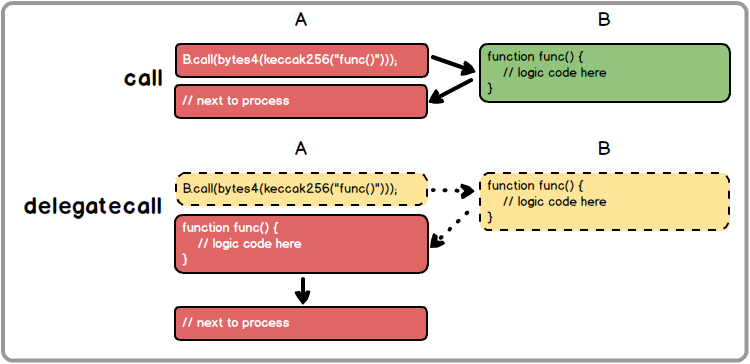 A B
call
B.call(bytes4(keccak256("func()")));
// next to process
function func() {
// logic code here
}
A B
delegatecall
B.call(bytes4(keccak256("func()")));
function func() {
// logic code here
}
function func() {
// logic code here
}
// next to process